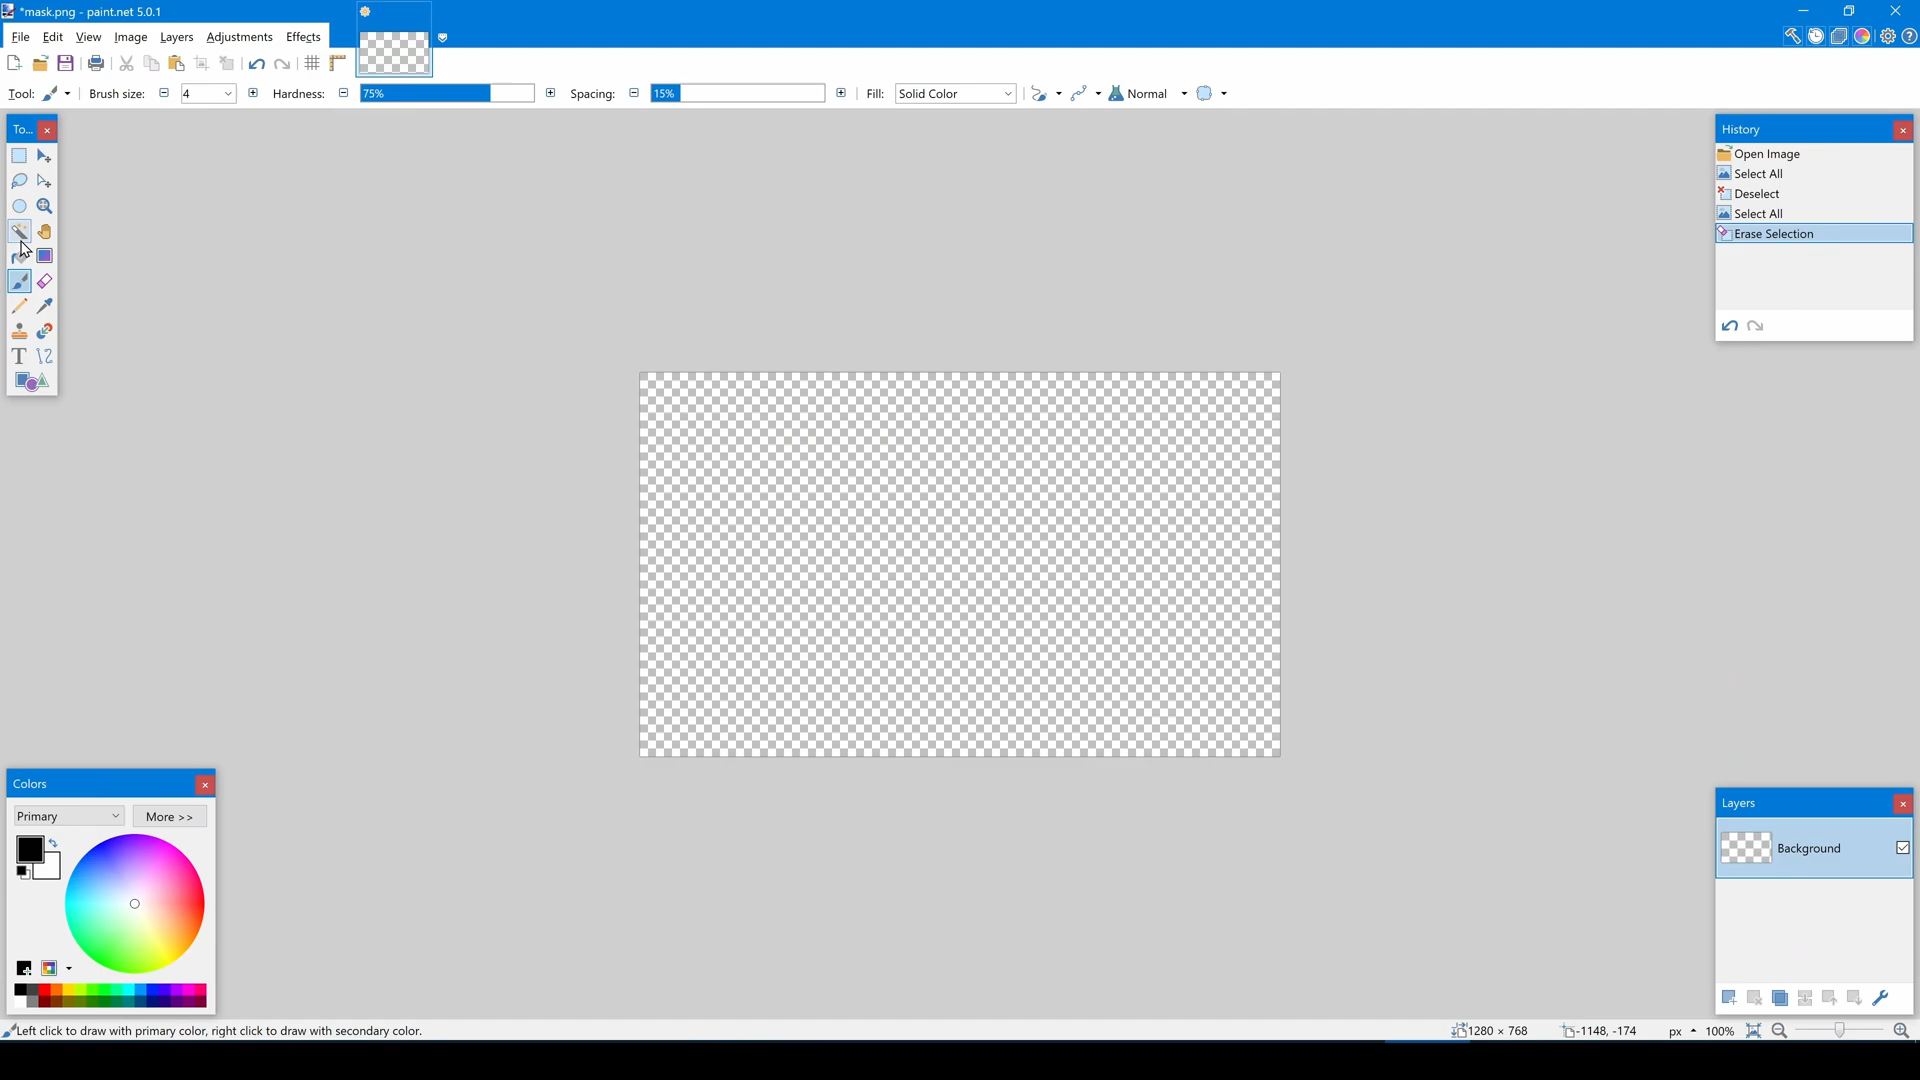 *mask.png - paint.net 5.0.1
File Edit View Image Layers Adjustments Effects
Tool: Brush size: 4 Hardness: 75% Spacing: 15% Fill: Solid Color Normal
To...
History
Open Image
Select All
Deselect
Select All
Erase Selection
Colors
Primary More >>
Layers
Background
Left click to draw with primary color, right click to draw with secondary color. 1280 × 768 -1148, -174 px 100%